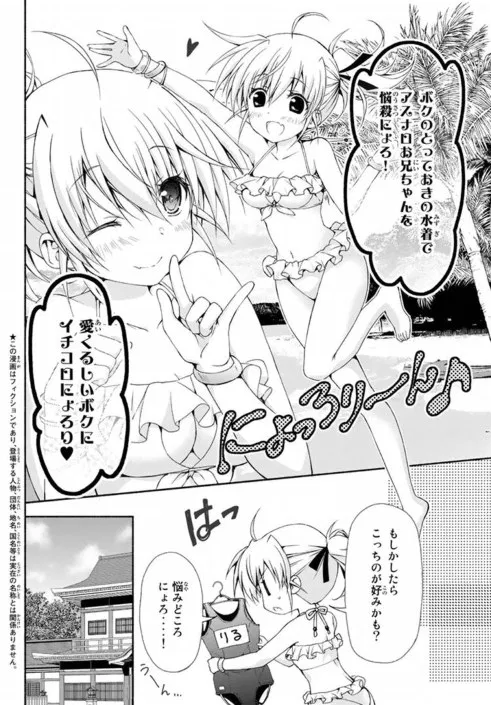 ボクのとっておきの水着で
アスナロお兄ちゃんを
悩殺にょろ!
愛くるしいボクに
イチコロにょろり♥
にょっろりーん♪
はっ
もしかしたら
こっちのが好みかも?
悩みどころ
にょろ‥‥!
りる
うーん‥‥
★この漫画はフィクションであり、登場する人物、団体、地名、国名等は実在の名称とは関係ありません。